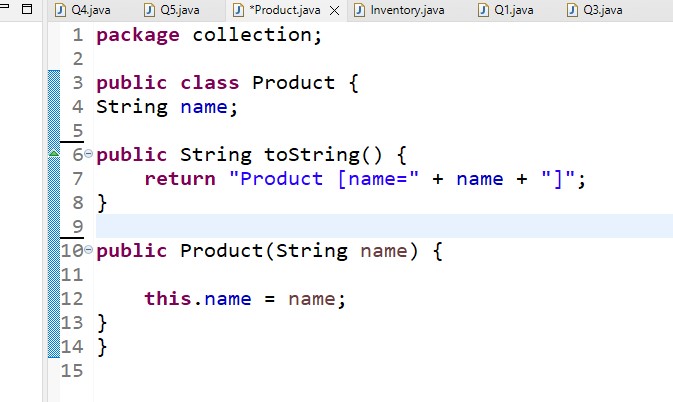 Q4.java Q5.java *Product.java Inventory.java Q1.java Q3.java
1 package collection;
2
3 public class Product {
4 String name;
5
6 public String toString() {
7 return "Product [name=" + name + "]";
8 }
9
10 public Product(String name) {
11
12 this.name = name;
13 }
14 }
15